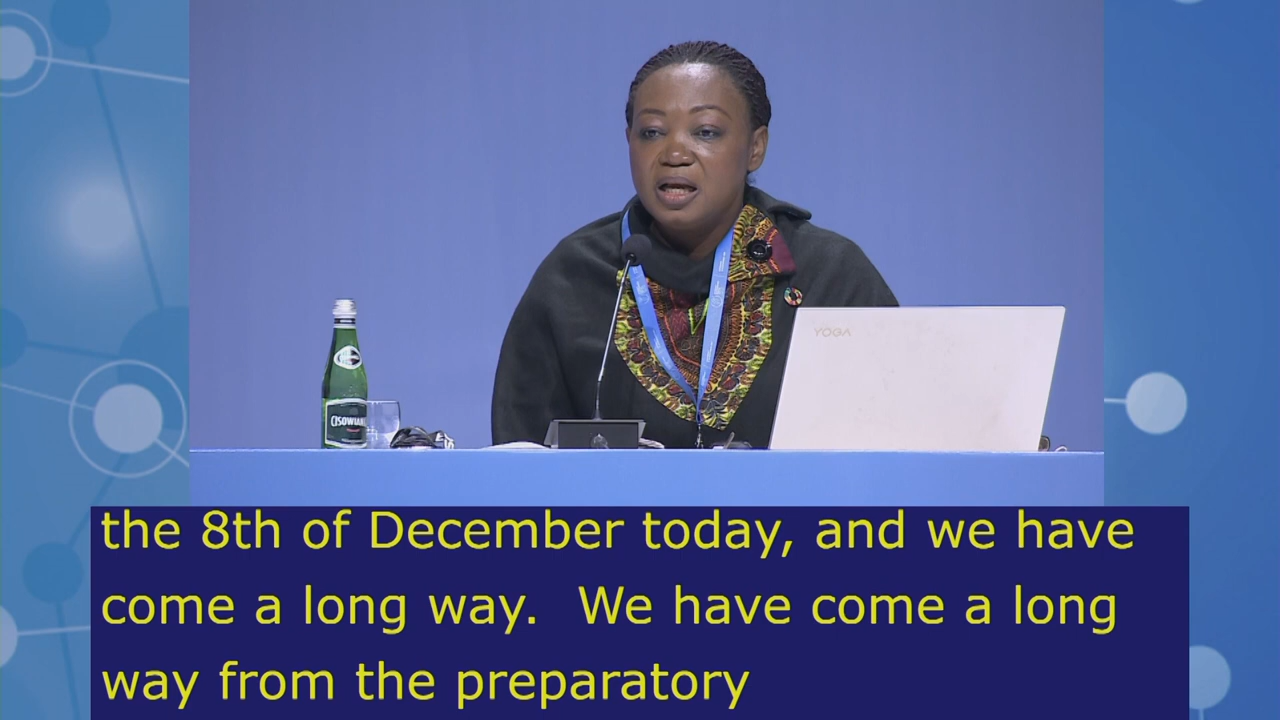 YOGA
CISOWIAN
the 8th of December today, and we have
come a long way.  We have come a long
way from the preparatory